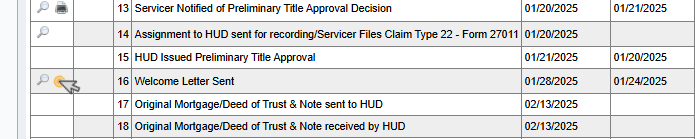 13 Servicer Notified of Preliminary Title Approval Decision 01/20/2025 01/21/2025
14 Assignment to HUD sent for recording/Servicer Files Claim Type 22 - Form 27011 01/20/2025
15 HUD Issued Preliminary Title Approval 01/21/2025 01/20/2025
16 Welcome Letter Sent 01/28/2025 01/24/2025
17 Original Mortgage/Deed of Trust & Note sent to HUD 02/13/2025
18 Original Mortgage/Deed of Trust & Note received by HUD 02/13/2025